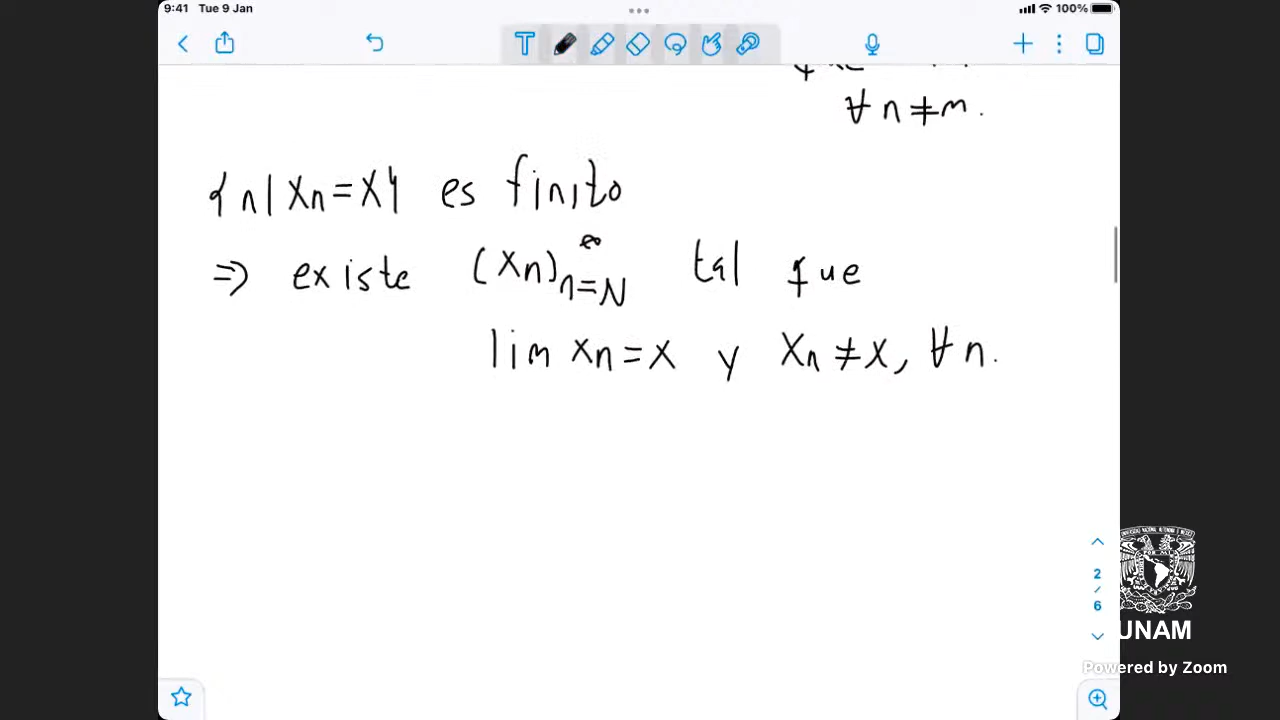 9:41 Tue 9 Jan
100%
que
∀ n ≠ m.
{n | Xn = X} es finito
⇒ existe (Xn)_{n=N}^∞ tal que
lim Xn = X y Xn ≠ X, ∀ n.
2
/
6
UNAM
Powered by Zoom